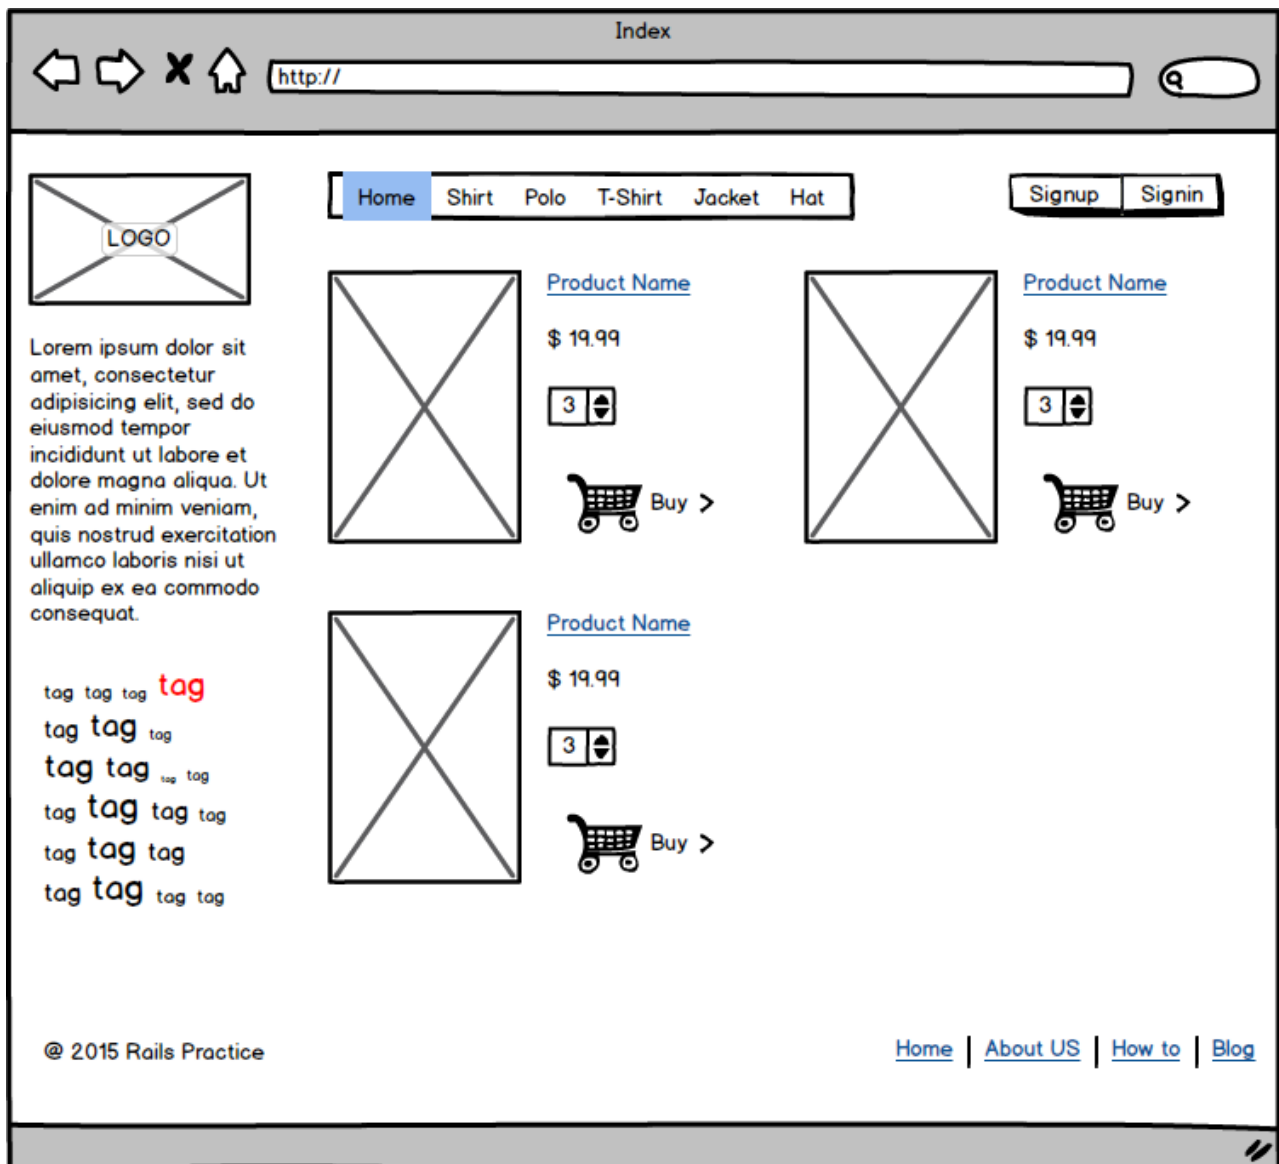 Index
http://
LOGO
Home Shirt Polo T-Shirt Jacket Hat
Signup Signin
Lorem ipsum dolor sit
amet, consectetur
adipisicing elit, sed do
eiusmod tempor
incididunt ut labore et
dolore magna aliqua. Ut
enim ad minim veniam,
quis nostrud exercitation
ullamco laboris nisi ut
aliquip ex ea commodo
consequat.
tag tag tag tag
tag tag tag
tag tag tag tag
tag tag tag tag
tag tag tag
tag tag tag tag
Product Name
$ 19.99
3
Buy >
Product Name
$ 19.99
3
Buy >
Product Name
$ 19.99
3
Buy >
@ 2015 Rails Practice
Home | About US | How to | Blog